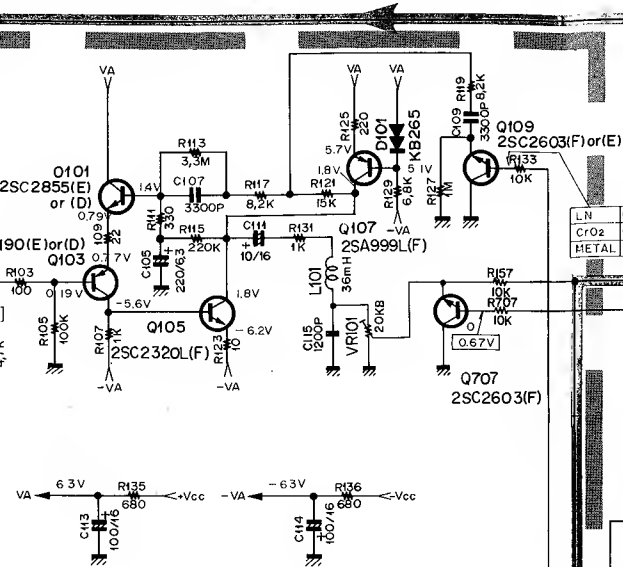 VA
VA
VA
R119
8,2K
C109
3300P
R113
3,3M
R125
220
D101
KB265
Q109
2SC2603(F)or(E)
5.7V
Q101
2SC2855(E)
or (D)
1.4V
C107
3300P
R117
8,2K
R121
15K
1.8V
5.1V
R129
6,8K
R127
1M
R133
10K
0.79V
R111
330
-VA
LN
CrO2
METAL
109
22
R115
220K
C111
10/16
R131
1K
Q107
2SA999L(F)
190(E)or(D)
Q103
0.77V
C105
220/6,3
L101
36mH
R103
100
0.19V
-5,6V
1.8V
R157
10K
R105
100K
R107
1K
Q105
2SC2320L(F)
-6.2V
R123
10
C115
1200P
VR101
20KB
R707
10K
0
0.67V
-VA
-VA
Q707
2SC2603(F)
VA
6.3V
R135
680
+Vcc
-VA
-6.3V
R136
680
-Vcc
C113
100/16
C114
100/16